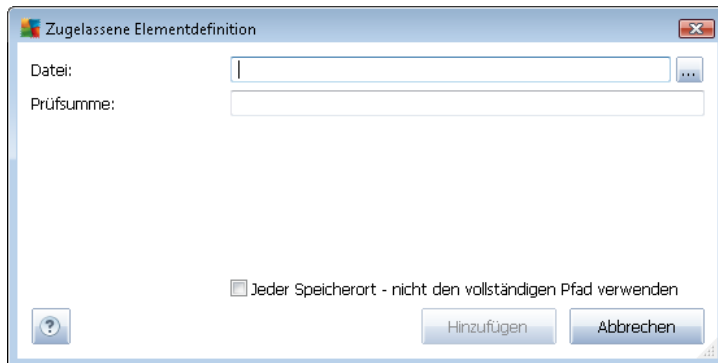 Zugelassene Elementdefinition
Datei:
...
Prüfsumme:
Jeder Speicherort - nicht den vollständigen Pfad verwenden
?
Hinzufügen
Abbrechen